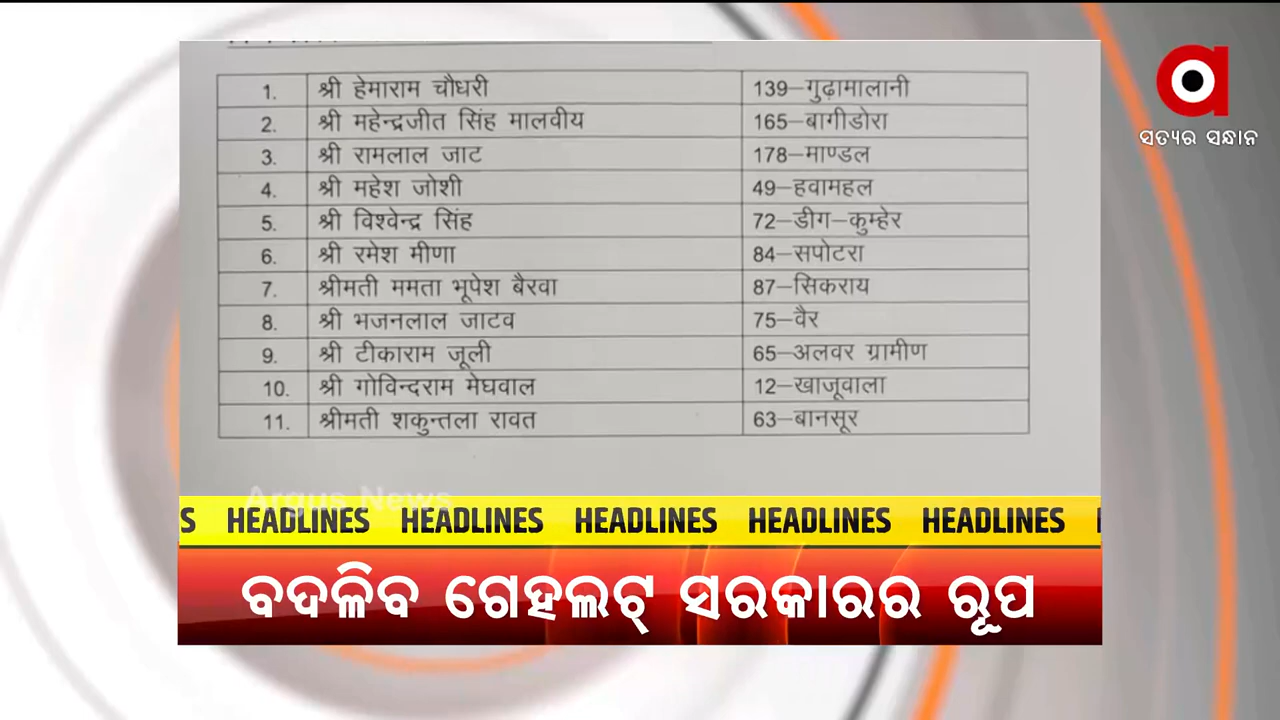 1. श्री हेमाराम चौधरी 139–गुढ़ामालानी
2. श्री महेन्द्रजीत सिंह मालवीय 165–बागीडोरा
3. श्री रामलाल जाट 178–माण्डल
4. श्री महेश जोशी 49–हवामहल
5. श्री विश्वेन्द्र सिंह 72–डीग–कुम्हेर
6. श्री रमेश मीणा 84–सपोटरा
7. श्रीमती ममता भूपेश बैरवा 87–सिकराय
8. श्री भजनलाल जाटव 75–वैर
9. श्री टीकाराम जूली 65–अलवर ग्रामीण
10. श्री गोविन्दराम मेघवाल 12–खाजूवाला
11. श्रीमती शकुन्तला रावत 63–बानसूर
ସତ୍ୟର ସନ୍ଧାନ
Argus News
S HEADLINES HEADLINES HEADLINES HEADLINES HEADLINES
ବଦଳିବ ଗେହଲଟ୍ ସରକାରର ରୂପ